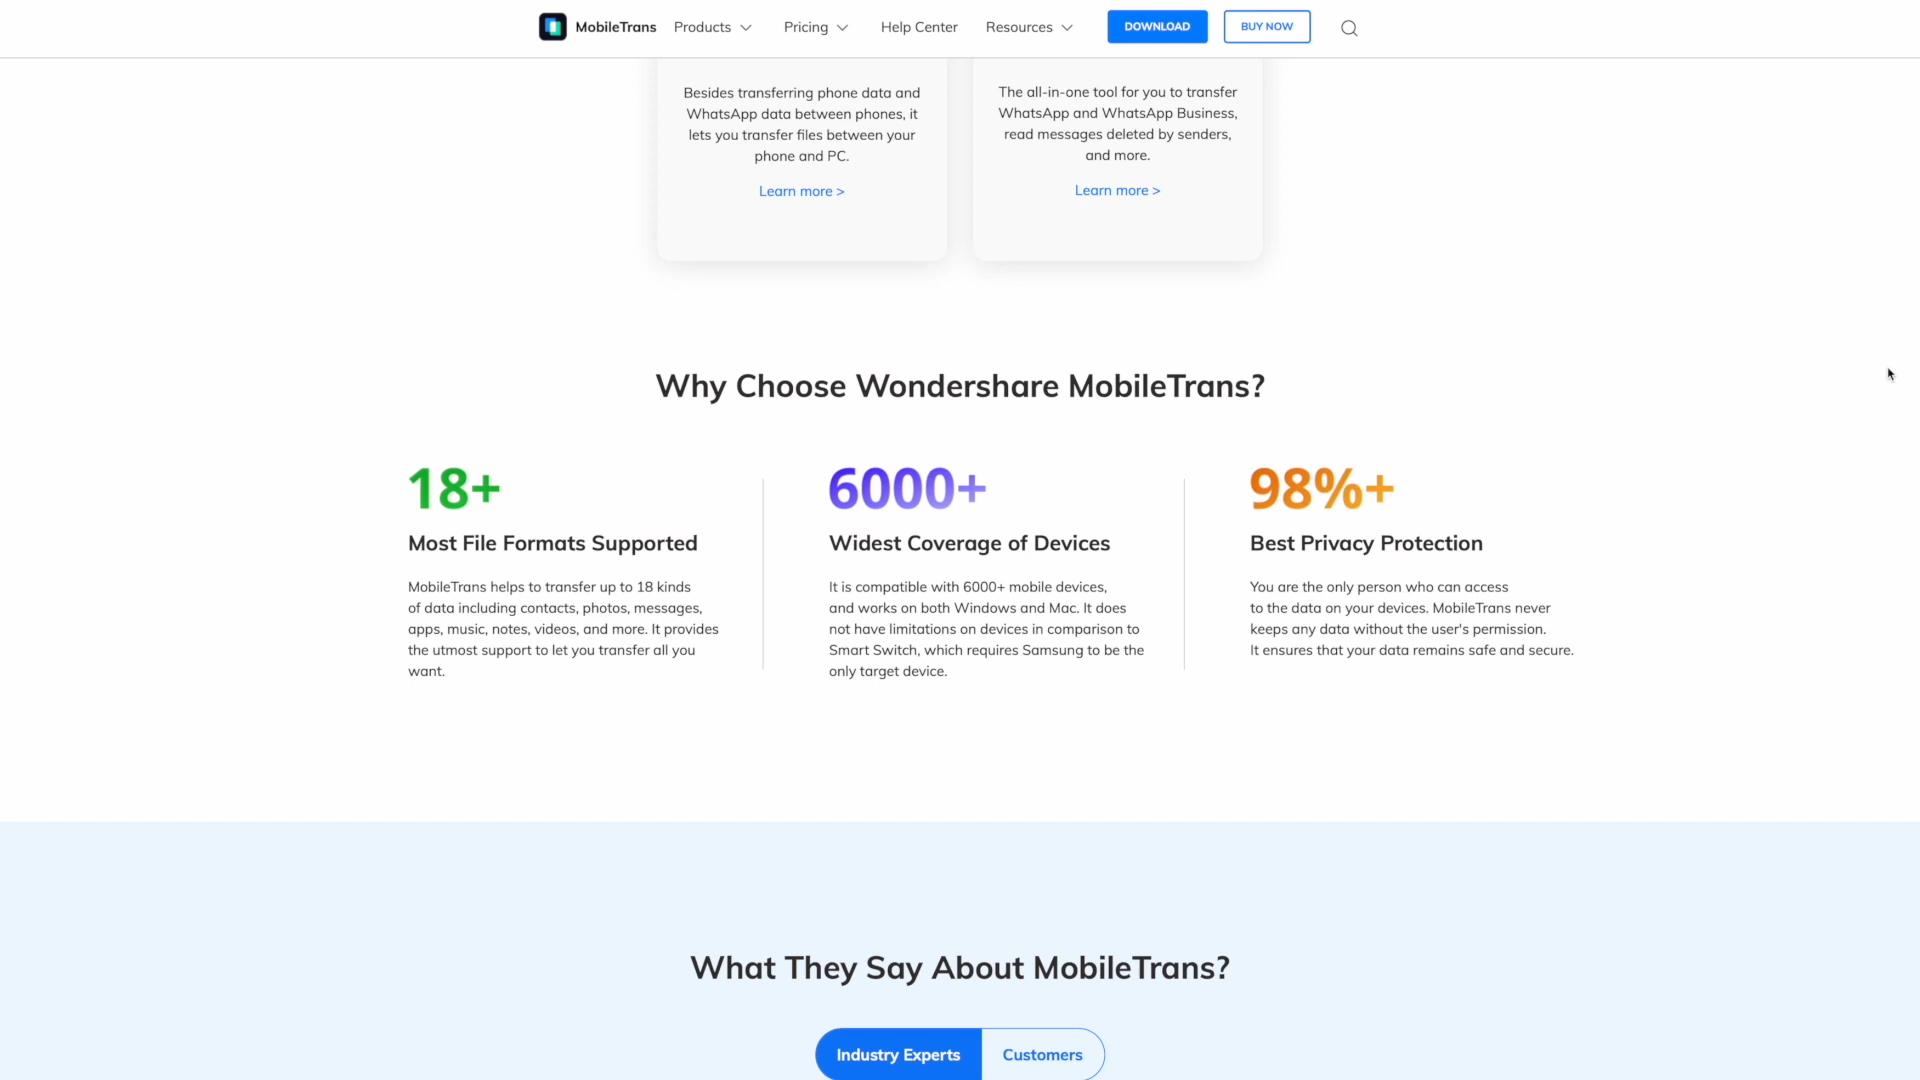 MobileTrans
Products
Pricing
Help Center
Resources
DOWNLOAD
BUY NOW
Besides transferring phone data and
WhatsApp data between phones, it
lets you transfer files between your
phone and PC.
Learn more >
The all-in-one tool for you to transfer
WhatsApp and WhatsApp Business,
read messages deleted by senders,
and more.
Learn more >
Why Choose Wondershare MobileTrans?
18+
Most File Formats Supported
MobileTrans helps to transfer up to 18 kinds
of data including contacts, photos, messages,
apps, music, notes, videos, and more. It provides
the utmost support to let you transfer all you
want.
6000+
Widest Coverage of Devices
It is compatible with 6000+ mobile devices,
and works on both Windows and Mac. It does
not have limitations on devices in comparison to
Smart Switch, which requires Samsung to be the
only target device.
98%+
Best Privacy Protection
You are the only person who can access
to the data on your devices. MobileTrans never
keeps any data without the user's permission.
It ensures that your data remains safe and secure.
What They Say About MobileTrans?
Industry Experts
Customers